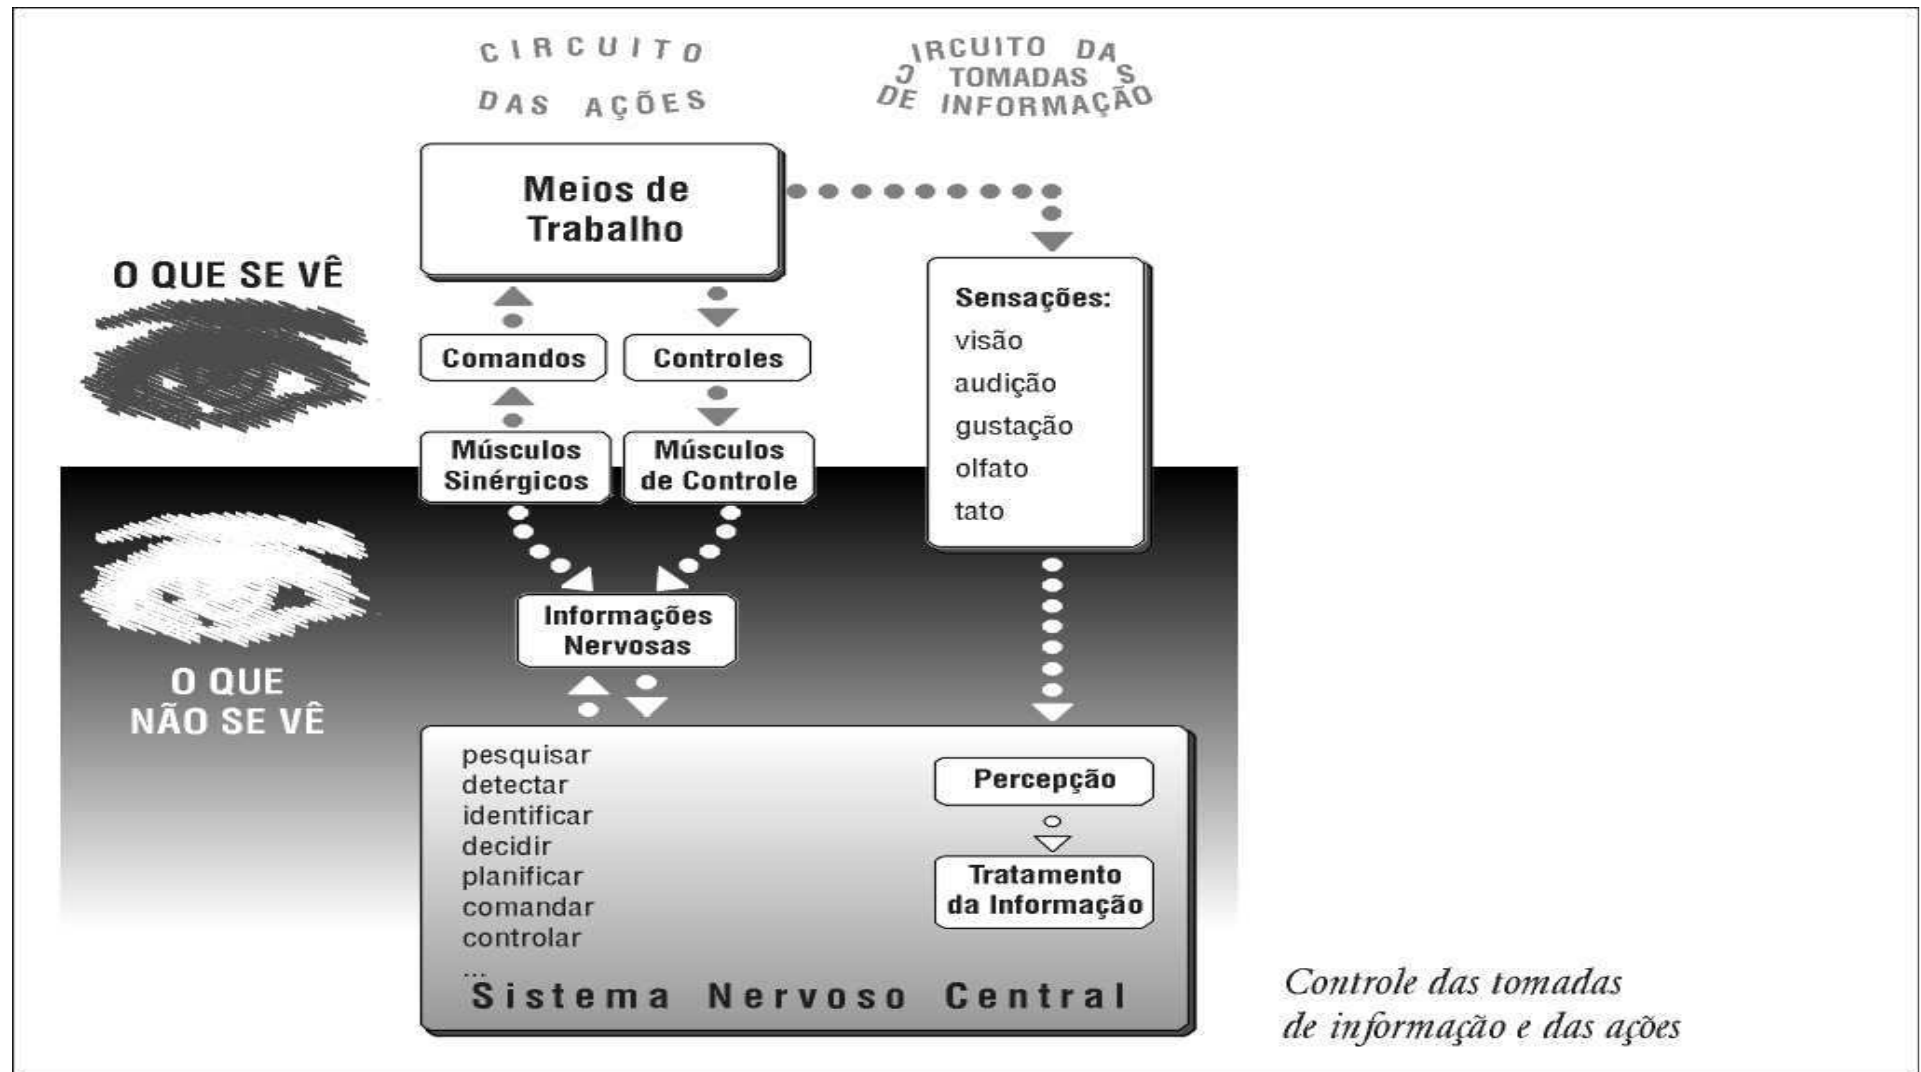 CIRCUITO
DAS AÇÕES
CIRCUITO DAS
TOMADAS
DE INFORMAÇÃO
Meios de
Trabalho
O QUE SE VÊ
Comandos
Controles
Músculos
Sinérgicos
Músculos
de Controle
Sensações:
visão
audição
gustação
olfato
tato
O QUE
NÃO SE VÊ
Informações
Nervosas
pesquisar
detectar
identificar
decidir
planificar
comandar
controlar
...
Percepção
Tratamento
da Informação
Sistema Nervoso Central
Controle das tomadas
de informação e das ações